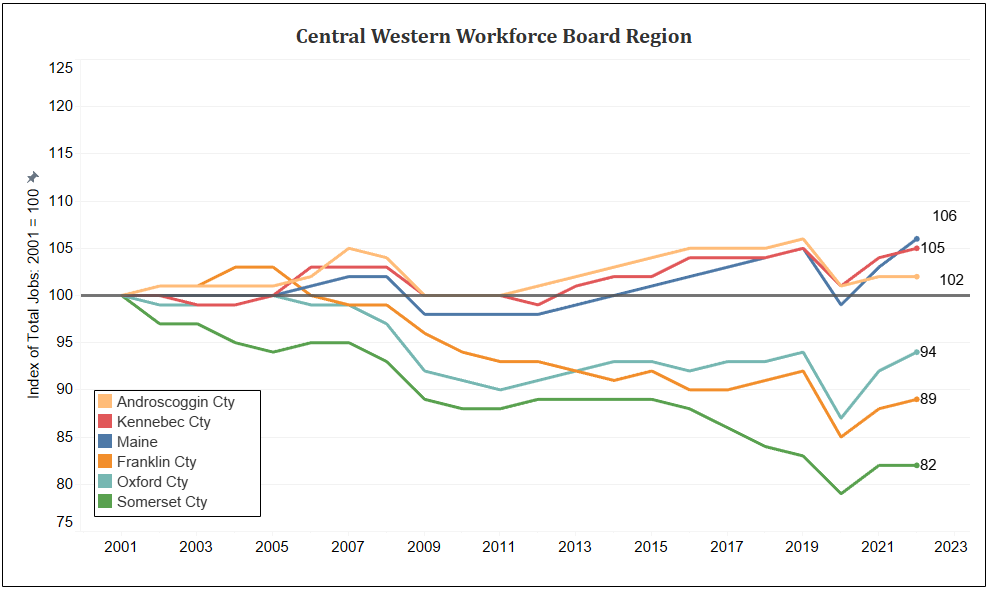 Central Western Workforce Board Region
Index of Total Jobs: 2001 = 100
125
120
115
110
105
100
95
90
85
80
75
106
105
102
94
89
82
Androscoggin Cty
Kennebec Cty
Maine
Franklin Cty
Oxford Cty
Somerset Cty
2001 2003 2005 2007 2009 2011 2013 2015 2017 2019 2021 2023